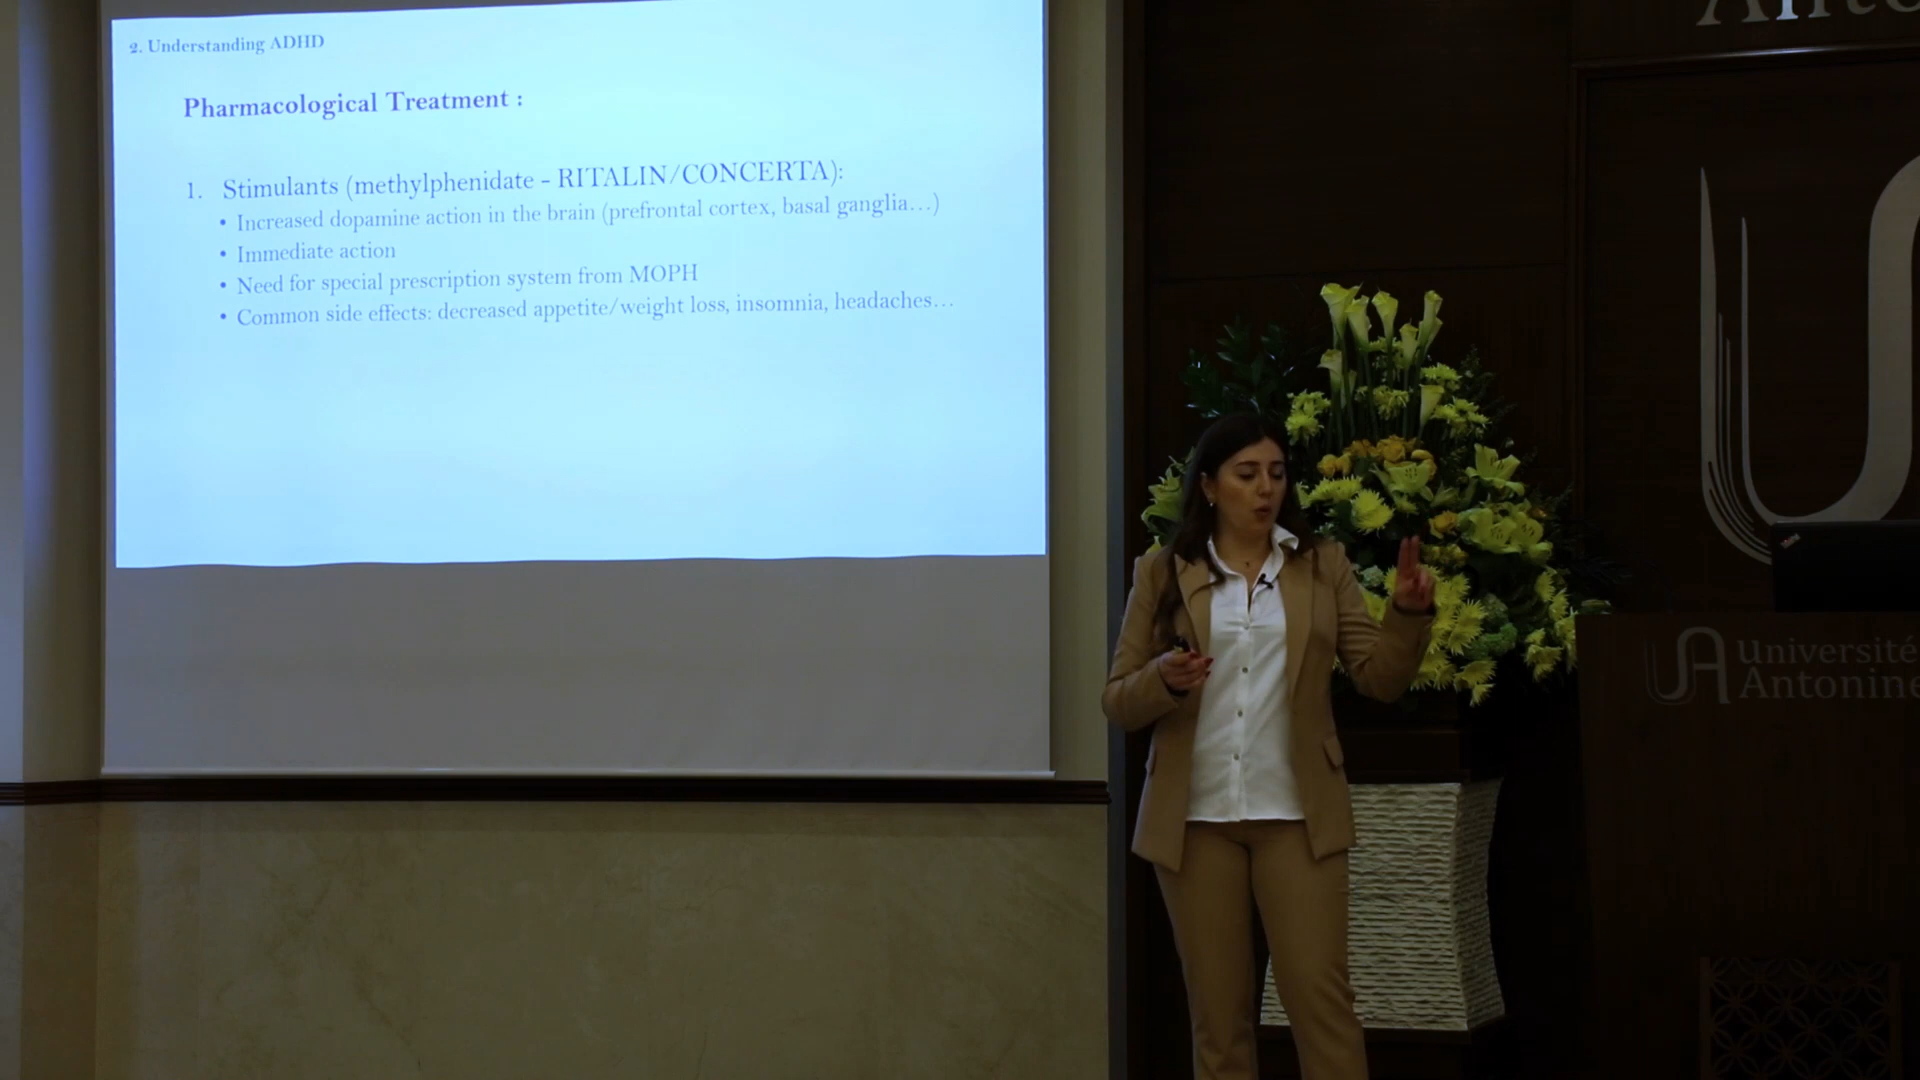 2. Understanding ADHD
Pharmacological Treatment :
1. Stimulants (methylphenidate - RITALIN/CONCERTA):
• Increased dopamine action in the brain (prefrontal cortex, basal ganglia…)
• Immediate action
• Need for special prescription system from MOPH
• Common side effects: decreased appetite/weight loss, insomnia, headaches…
UA
Université
Antonine